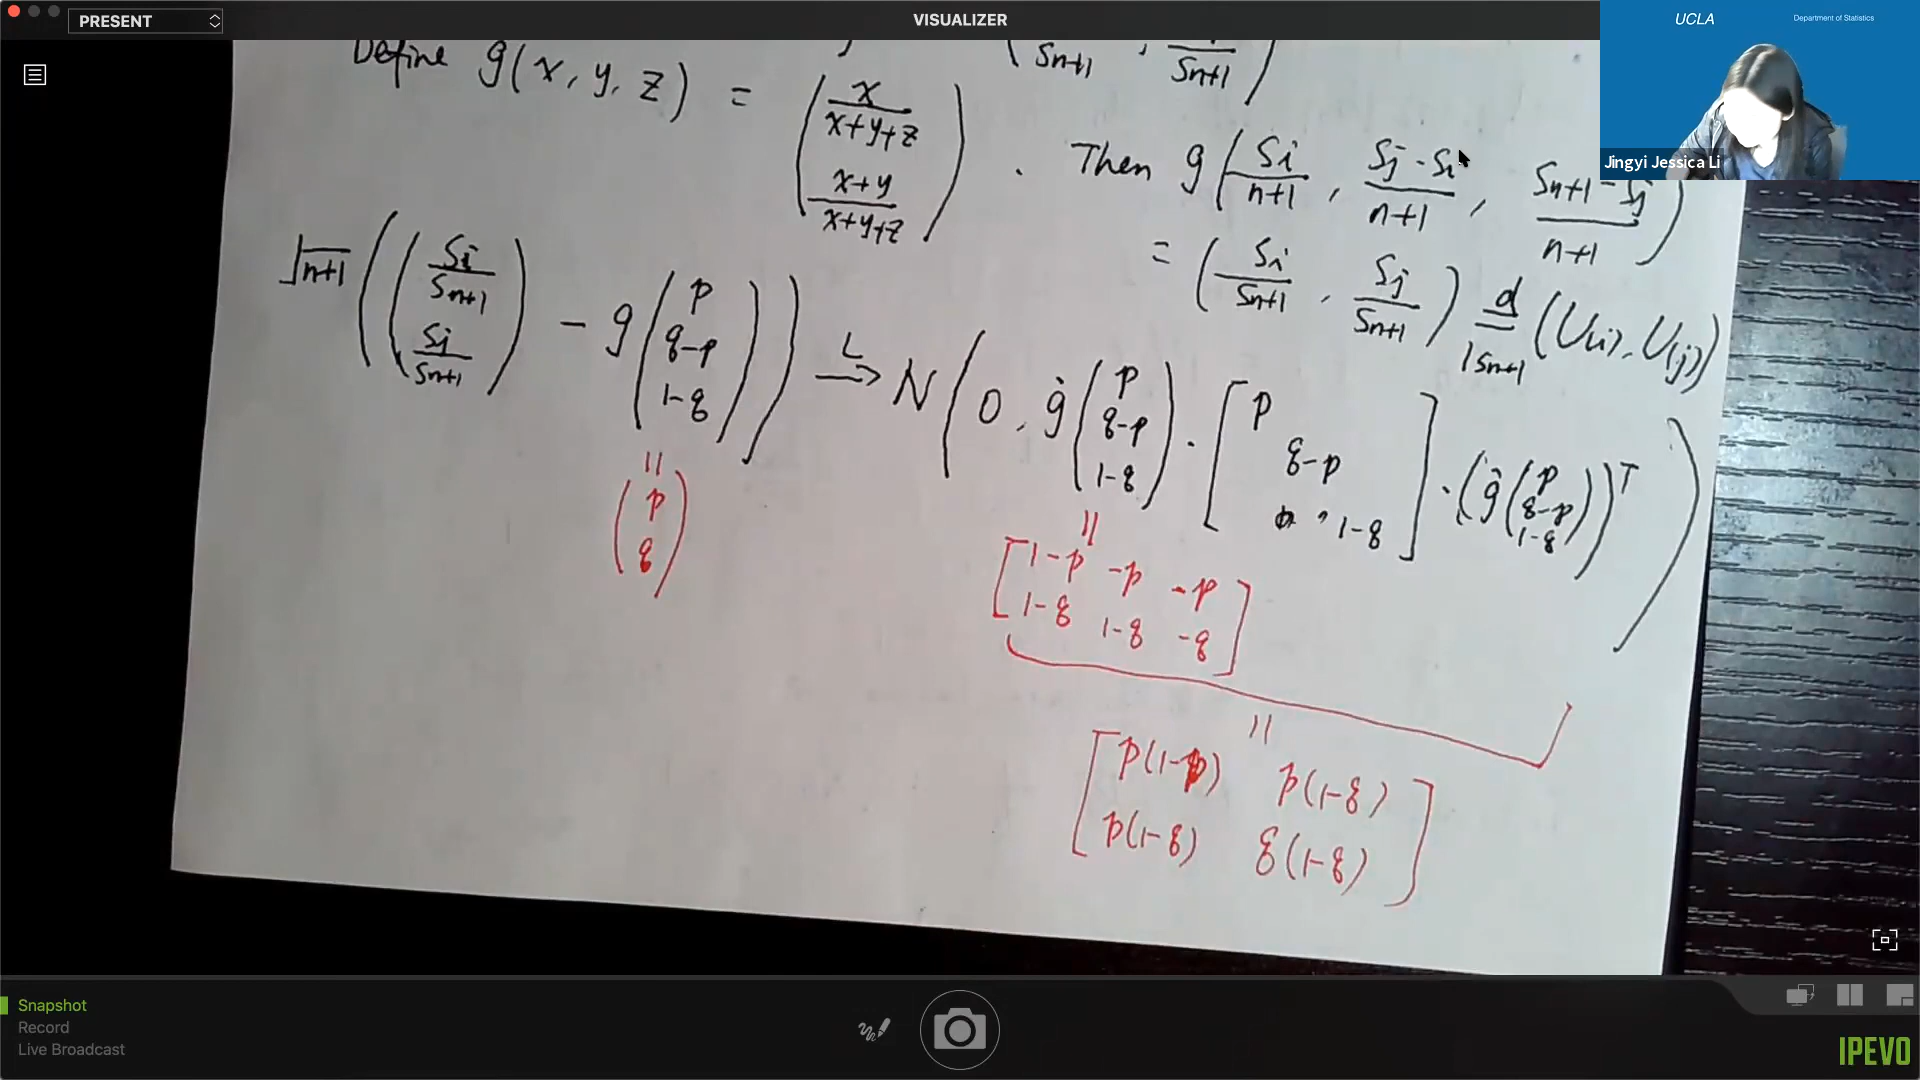 PRESENT
VISUALIZER
UCLA Department of Statistics
Jingyi Jessica Li
Define g(x, y, z) = ( x/(x+y+z) ; (x+y)/(x+y+z) ) . Then g( Si/(n+1) , (Sj-Si)/(n+1) , (Sn+1-Sj)/(n+1) )
= ( Si/Sn+1 , Sj/Sn+1 ) d= | Sn+1 (U(i), U(j))
√n+1 ( ( Si/Sn+1 ; Sj/Sn+1 ) - g( p ; q-p ; 1-q ) ) L→ N( 0, ġ( p ; q-p ; 1-q ) · [ p q-p 1-q ] · ( ġ( p ; q-p ; 1-q ) )T )
=
( p ; q )
=
[ 1-p -p -p
1-q 1-q -q ]
=
[ p(1-p) p(1-q)
p(1-q) q(1-q) ]
Snapshot
Record
Live Broadcast
IPEVO